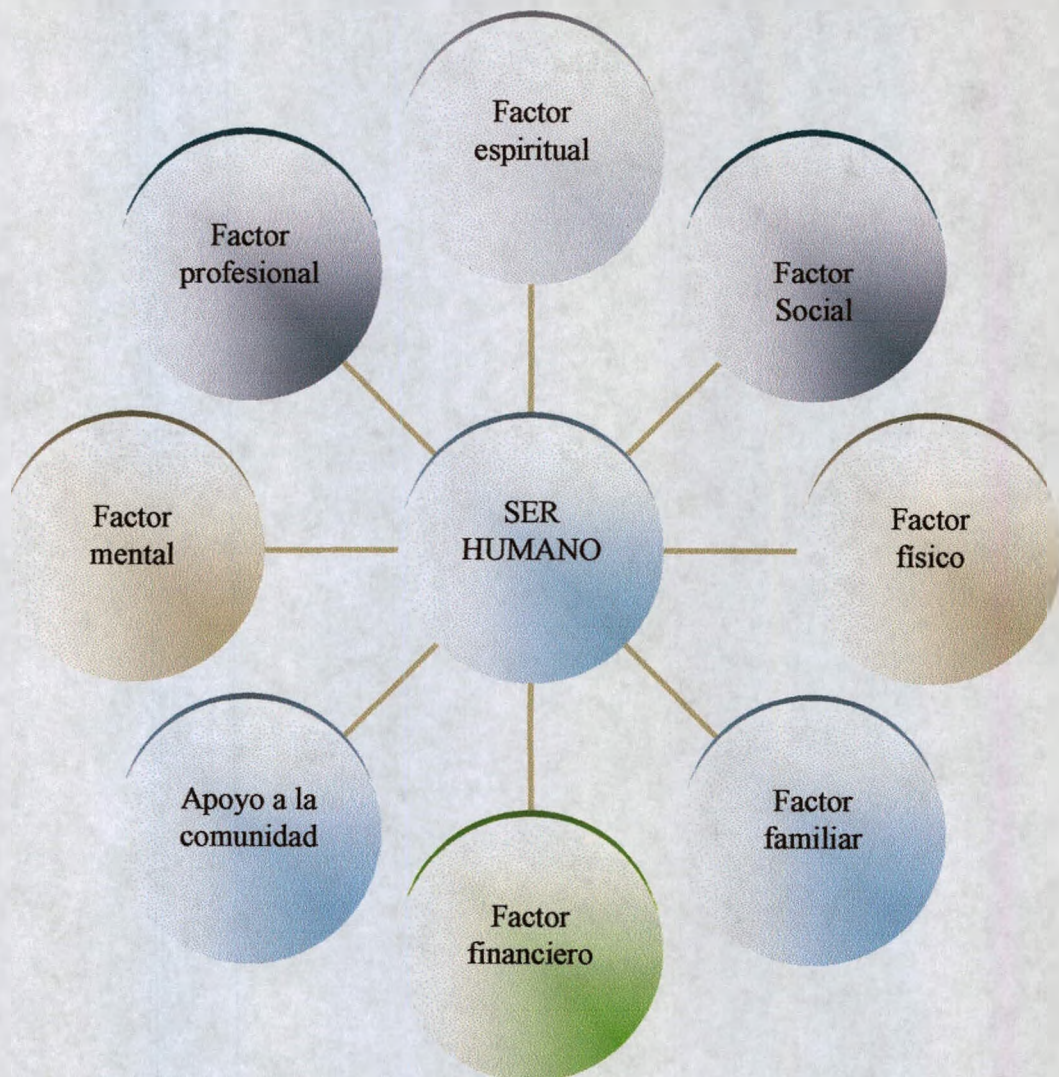 Factor
espiritual
Factor
profesional
Factor
Social
Factor
mental
SER
HUMANO
Factor
físico
Apoyo a la
comunidad
Factor
familiar
Factor
financiero